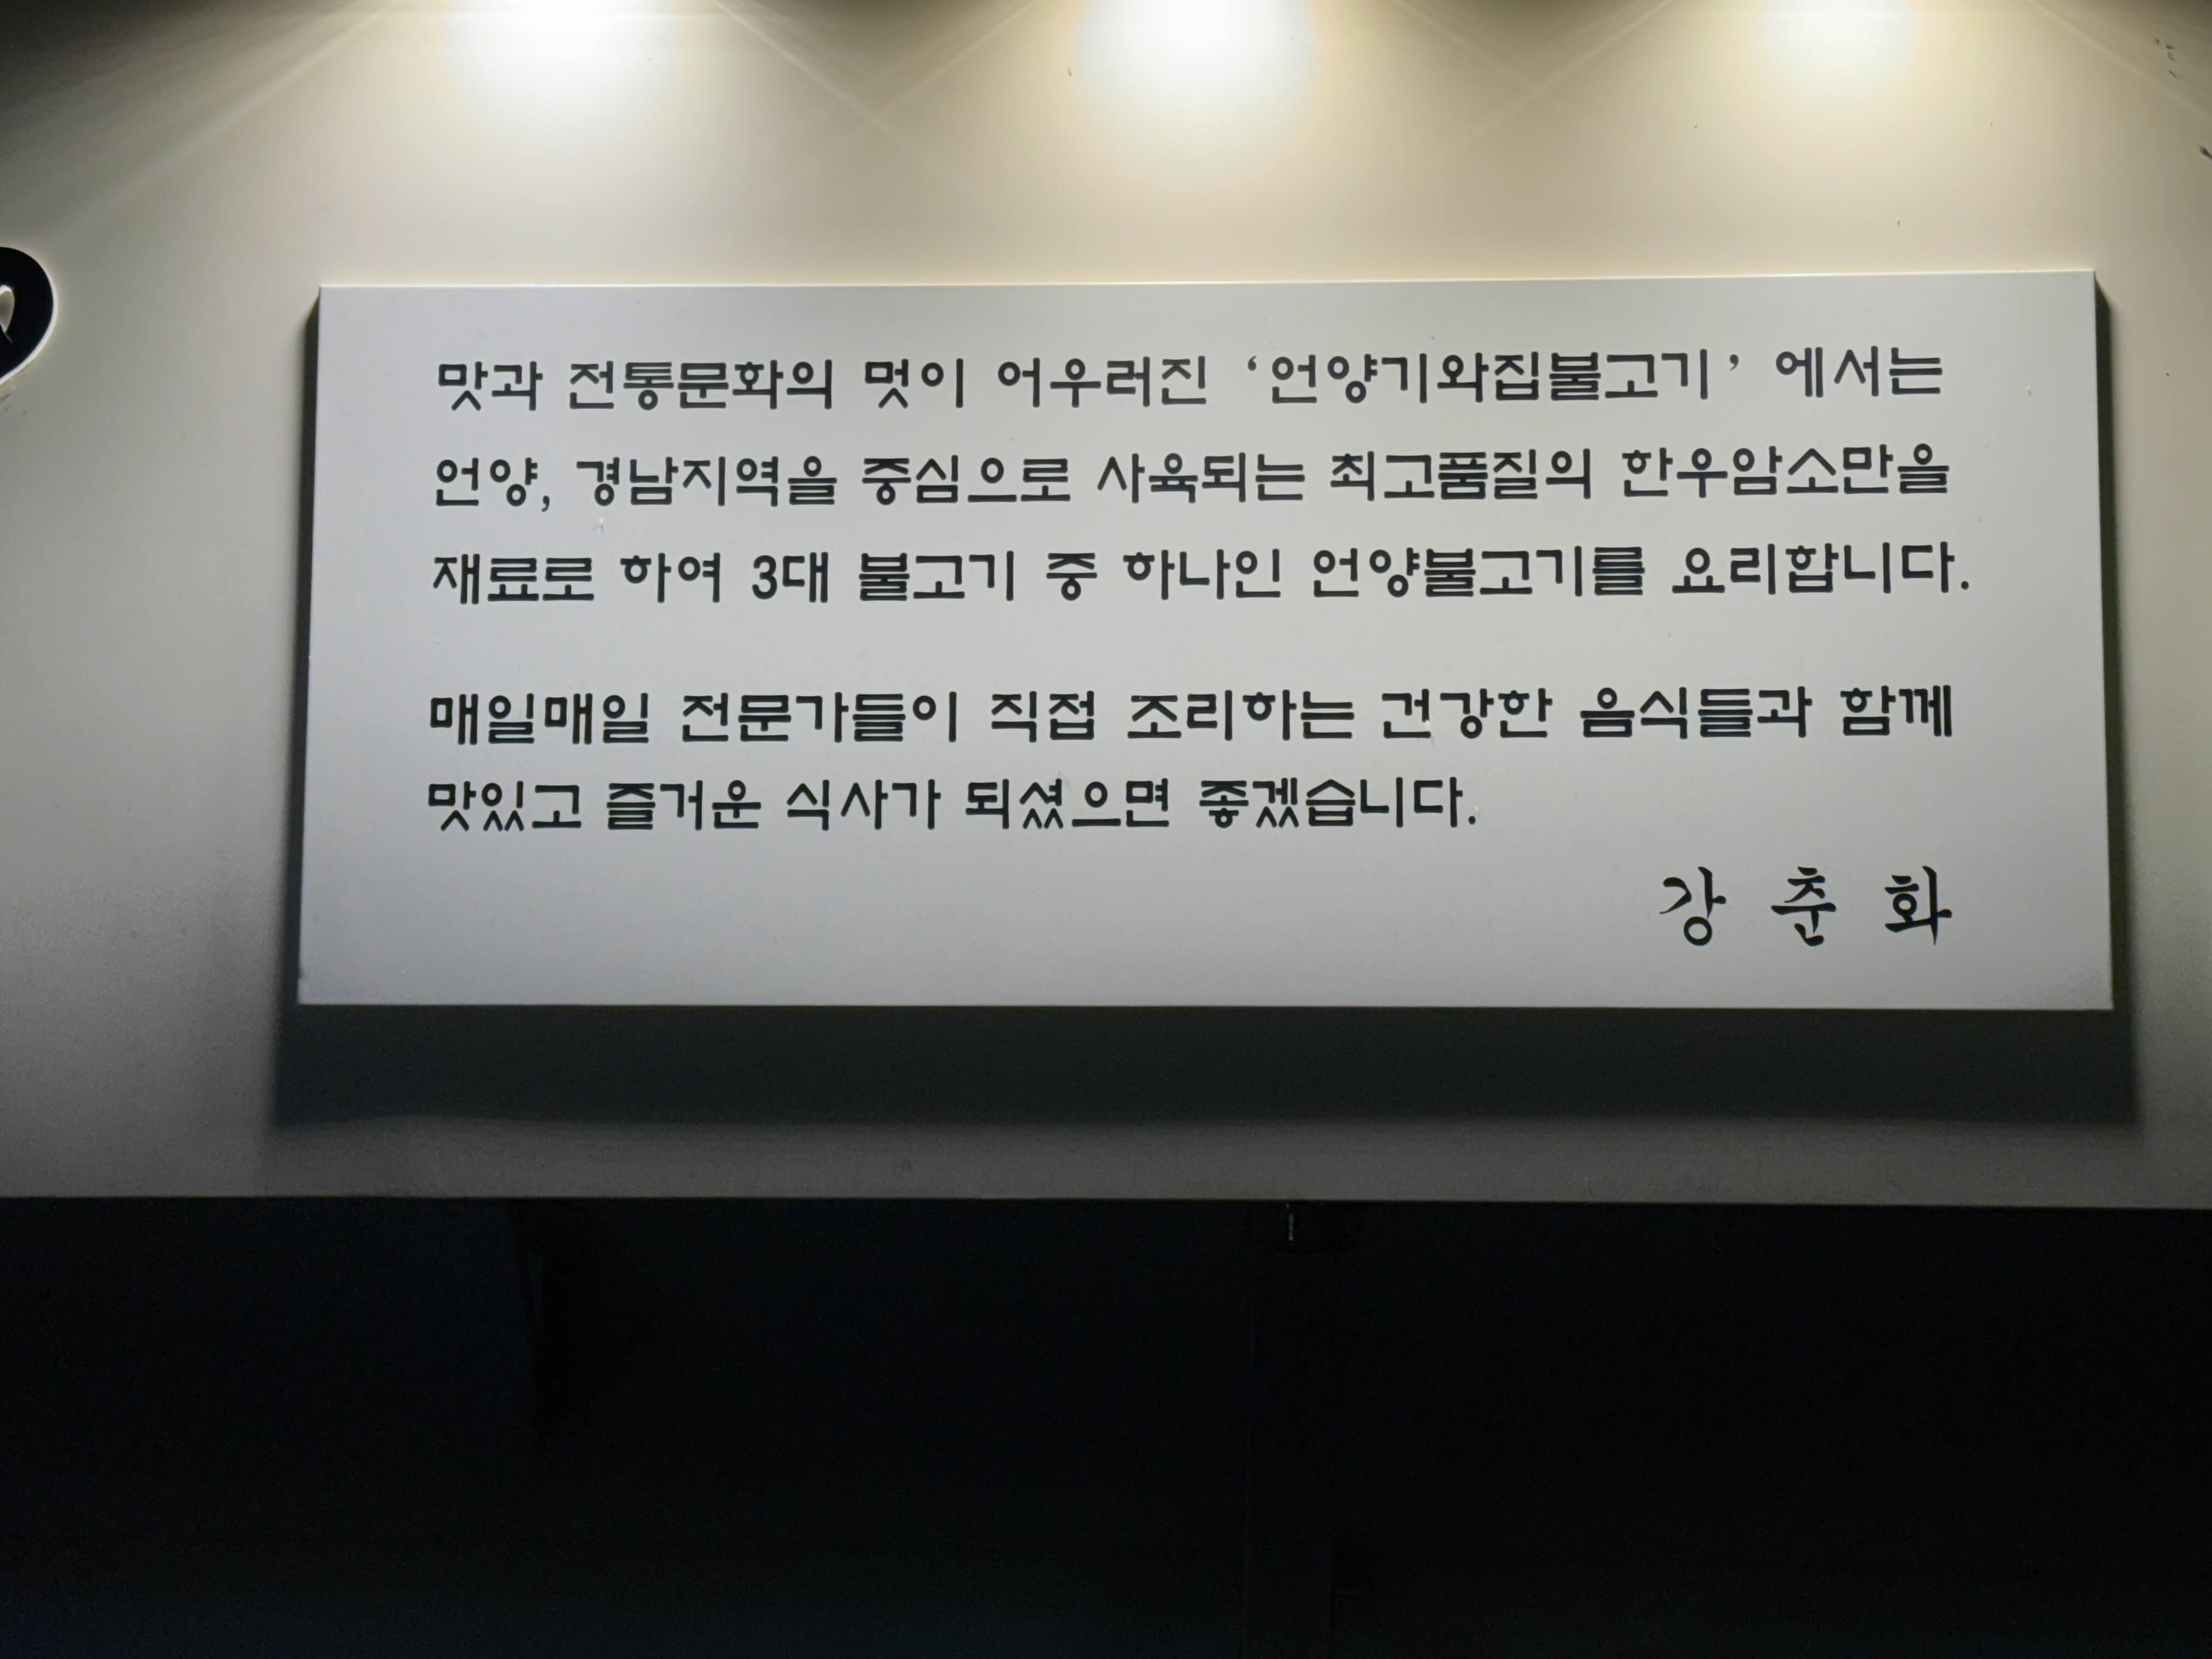 맛과 전통문화의 멋이 어우러진 ‘언양기와집불고기’ 에서는
언양, 경남지역을 중심으로 사육되는 최고품질의 한우암소만을
재료로 하여 3대 불고기 중 하나인 언양불고기를 요리합니다.
매일매일 전문가들이 직접 조리하는 건강한 음식들과 함께
맛있고 즐거운 식사가 되셨으면 좋겠습니다.
강 춘 화